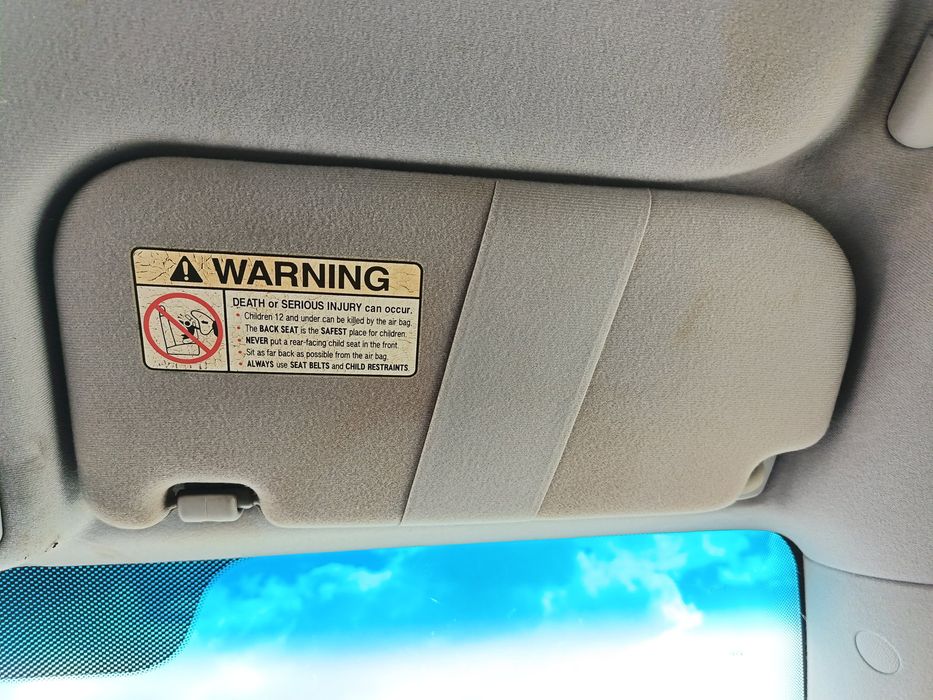 WARNING
DEATH or SERIOUS INJURY can occur.
• Children 12 and under can be killed by the air bag.
• The BACK SEAT is the SAFEST place for children.
• NEVER put a rear-facing child seat in the front.
• Sit as far back as possible from the air bag.
• ALWAYS use SEAT BELTS and CHILD RESTRAINTS.